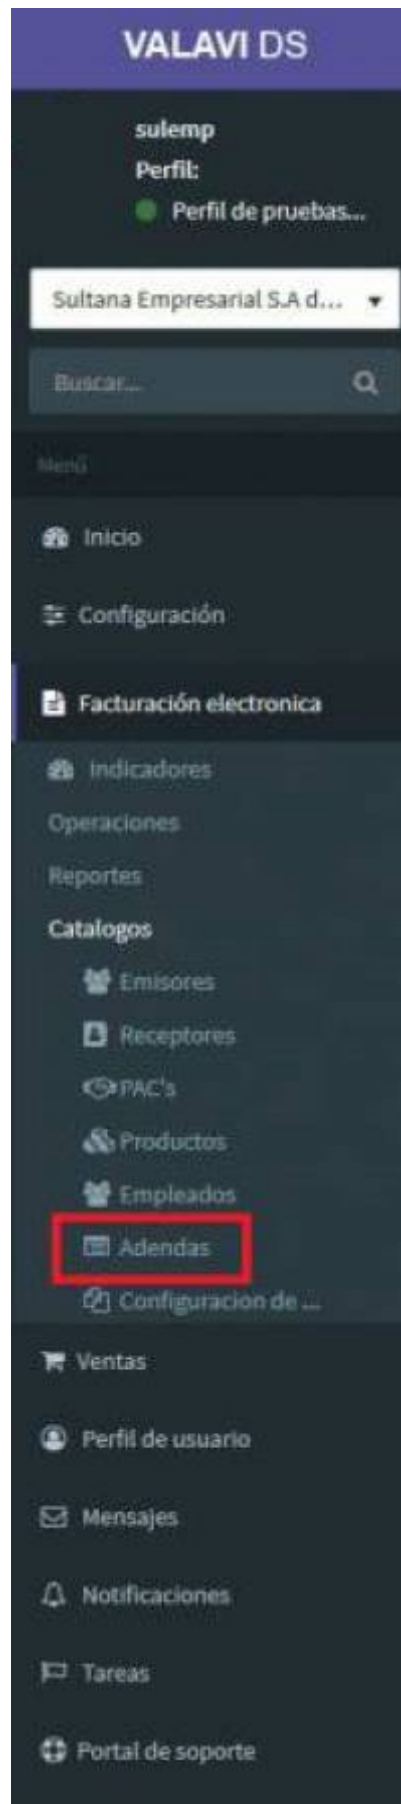 VALAVI DS
sulemp
Perfil:
Perfil de pruebas...
Sultana Empresarial S.A d...
Buscar...
Menú
Inicio
Configuración
Facturación electronica
Indicadores
Operaciones
Reportes
Catalogos
Emisores
Receptores
PAC's
Productos
Empleados
Adendas
Configuracion de ...
Ventas
Perfil de usuario
Mensajes
Notificaciones
Tareas
Portal de soporte